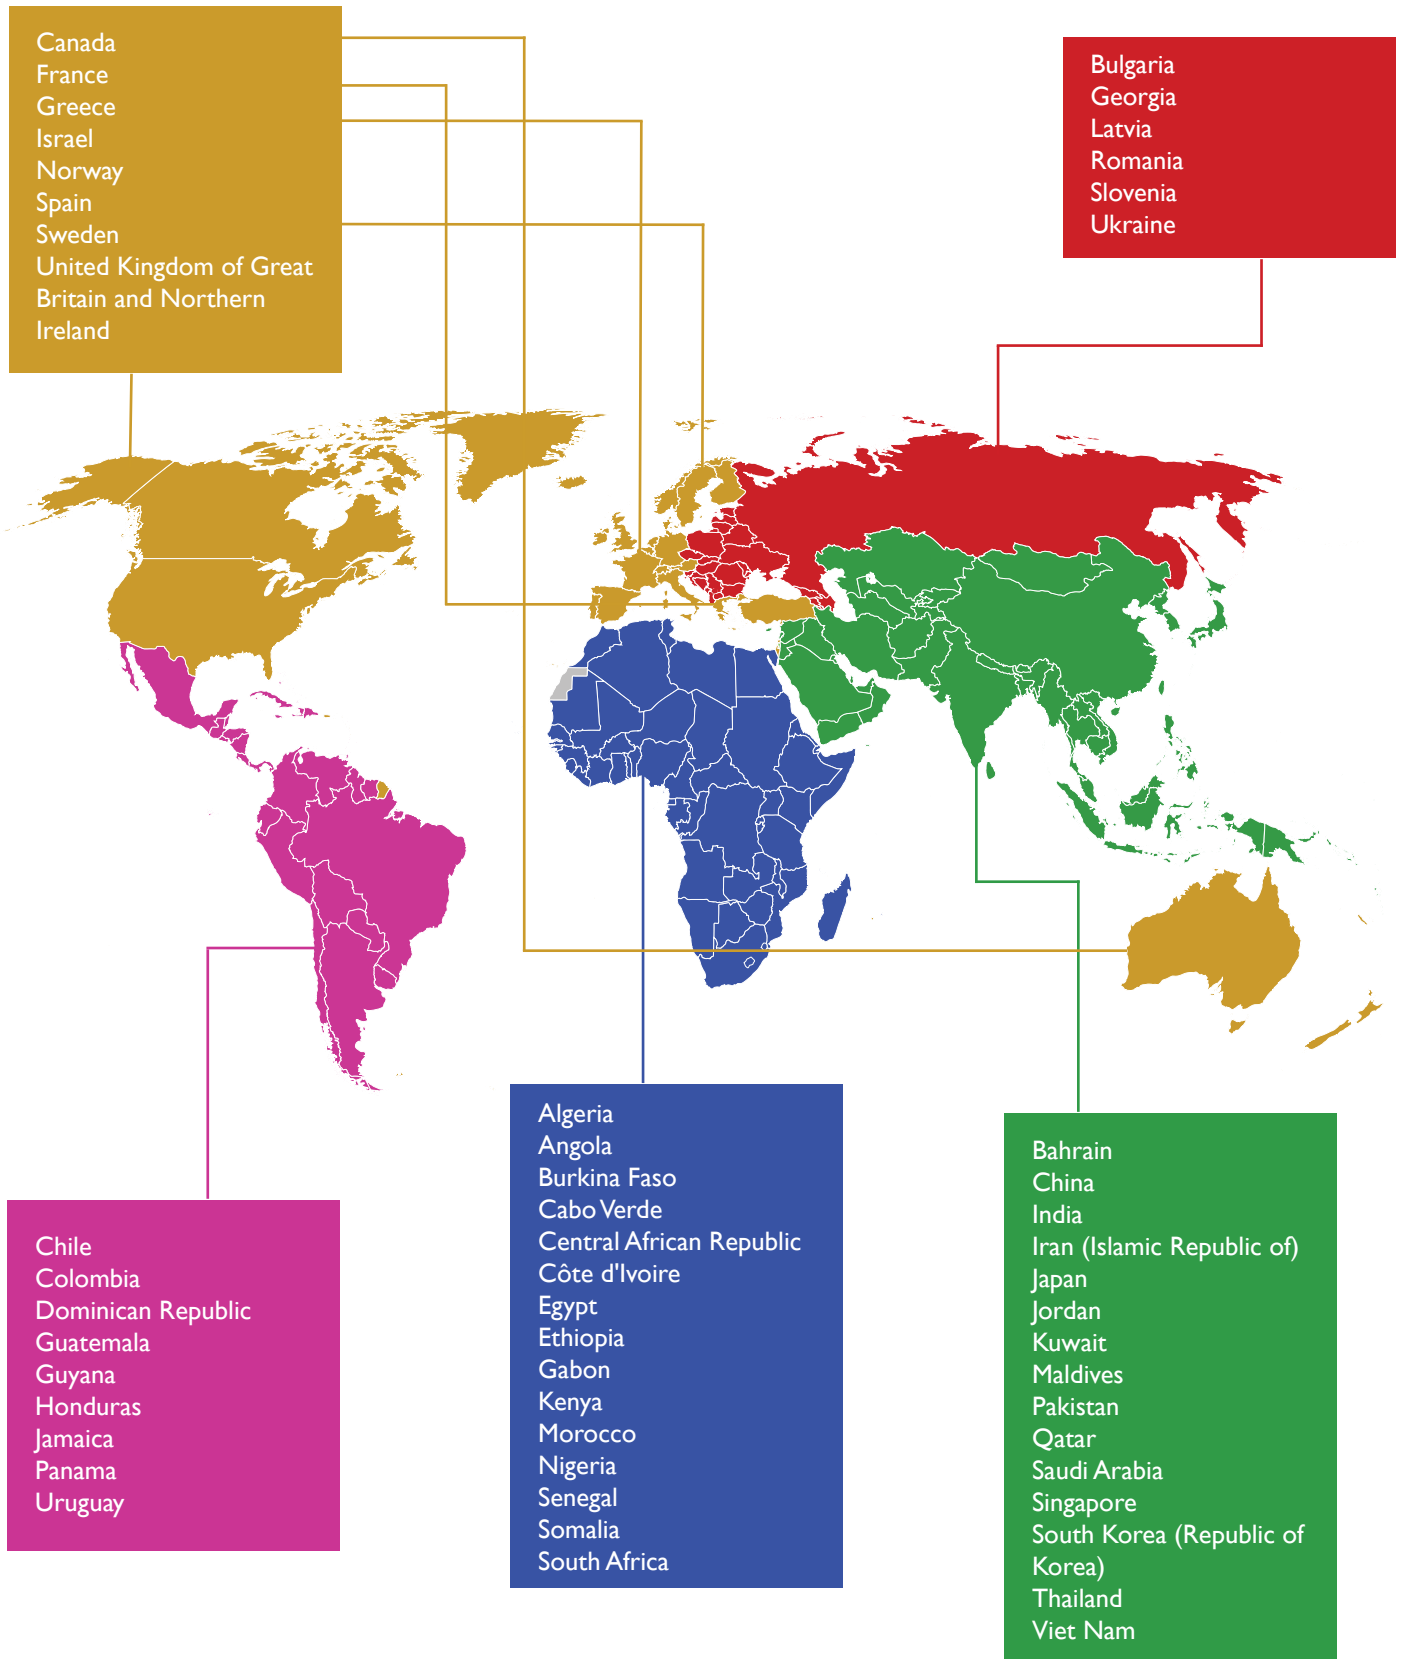 Canada
France
Greece
Israel
Norway
Spain
Sweden
United Kingdom of Great
Britain and Northern
Ireland
Bulgaria
Georgia
Latvia
Romania
Slovenia
Ukraine
Chile
Colombia
Dominican Republic
Guatemala
Guyana
Honduras
Jamaica
Panama
Uruguay
Algeria
Angola
Burkina Faso
Cabo Verde
Central African Republic
Côte d'Ivoire
Egypt
Ethiopia
Gabon
Kenya
Morocco
Nigeria
Senegal
Somalia
South Africa
Bahrain
China
India
Iran (Islamic Republic of)
Japan
Jordan
Kuwait
Maldives
Pakistan
Qatar
Saudi Arabia
Singapore
South Korea (Republic of
Korea)
Thailand
Viet Nam